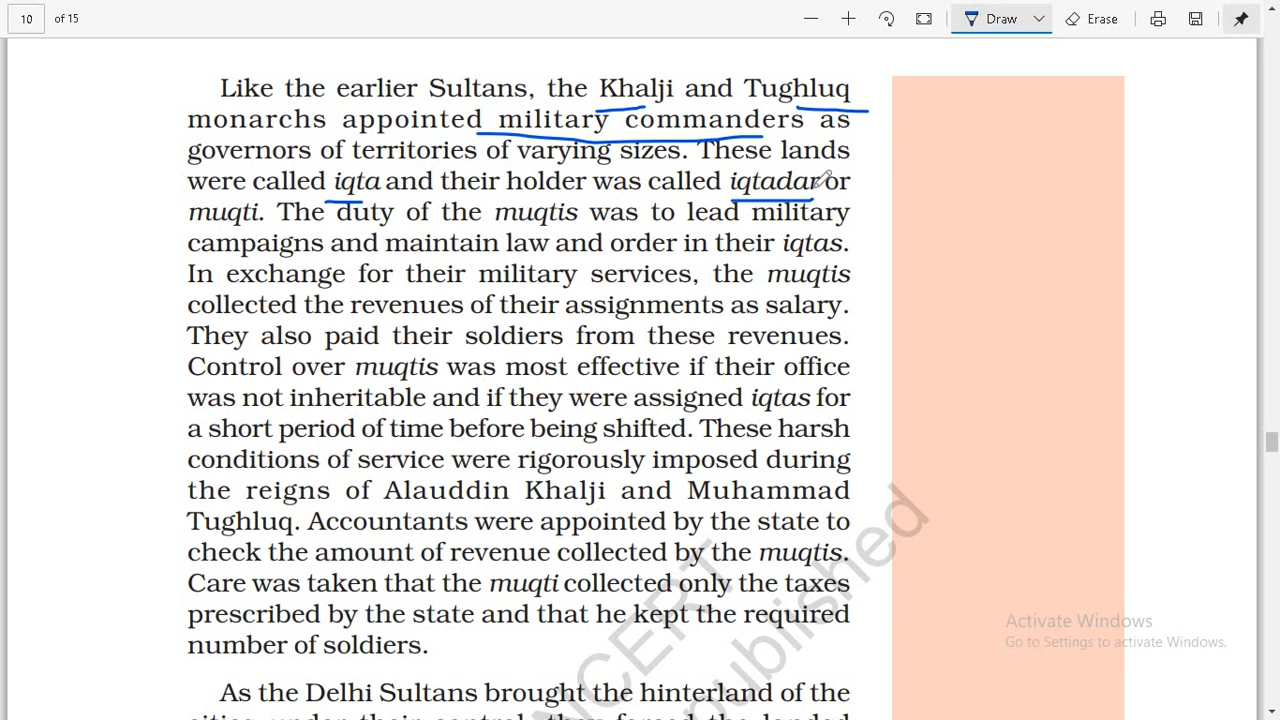 10 of 15 Draw Erase
Like the earlier Sultans, the Khalji and Tughluq
monarchs appointed military commanders as
governors of territories of varying sizes. These lands
were called iqta and their holder was called iqtadar or
muqti. The duty of the muqtis was to lead military
campaigns and maintain law and order in their iqtas.
In exchange for their military services, the muqtis
collected the revenues of their assignments as salary.
They also paid their soldiers from these revenues.
Control over muqtis was most effective if their office
was not inheritable and if they were assigned iqtas for
a short period of time before being shifted. These harsh
conditions of service were rigorously imposed during
the reigns of Alauddin Khalji and Muhammad
Tughluq. Accountants were appointed by the state to
check the amount of revenue collected by the muqtis.
Care was taken that the muqti collected only the taxes
prescribed by the state and that he kept the required
number of soldiers.
As the Delhi Sultans brought the hinterland of the
cities under their control, they forced the landed
NCERT
published
Activate Windows
Go to Settings to activate Windows.